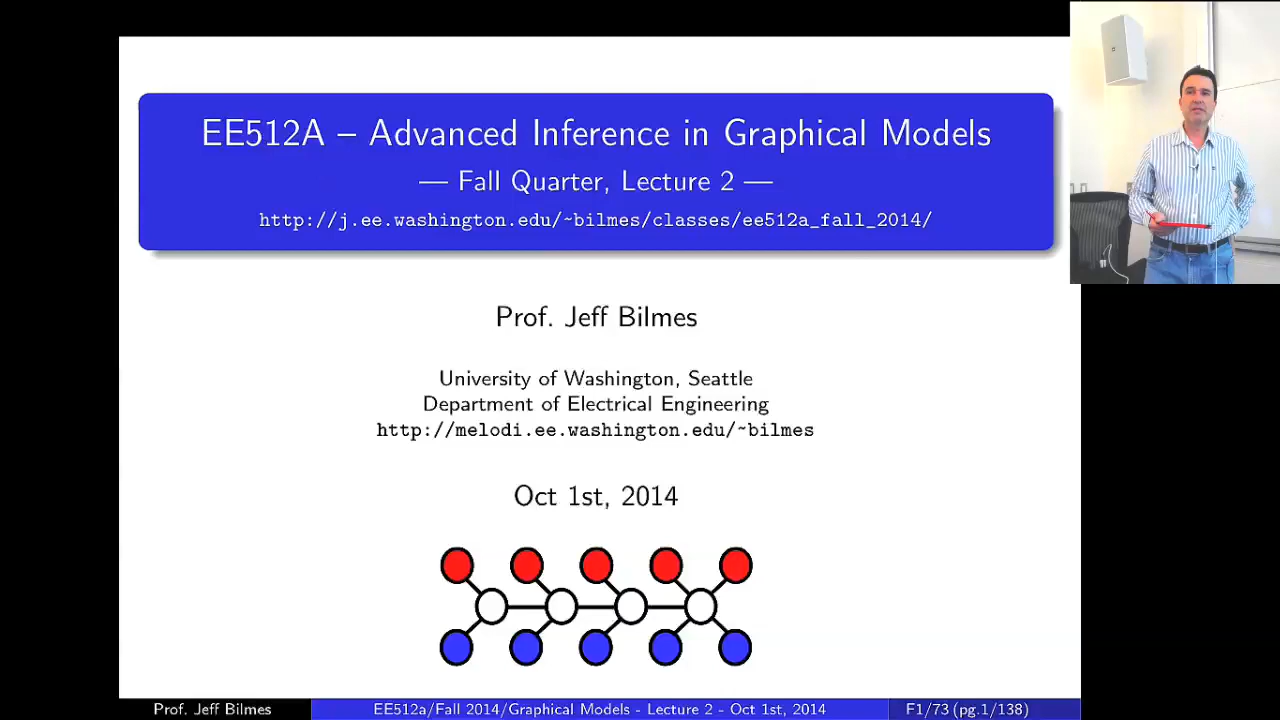 EE512A – Advanced Inference in Graphical Models
— Fall Quarter, Lecture 2 —
http://j.ee.washington.edu/~bilmes/classes/ee512a_fall_2014/
Prof. Jeff Bilmes
University of Washington, Seattle
Department of Electrical Engineering
http://melodi.ee.washington.edu/~bilmes
Oct 1st, 2014
Prof. Jeff Bilmes
EE512a/Fall 2014/Graphical Models - Lecture 2 - Oct 1st, 2014
F1/73 (pg.1/138)